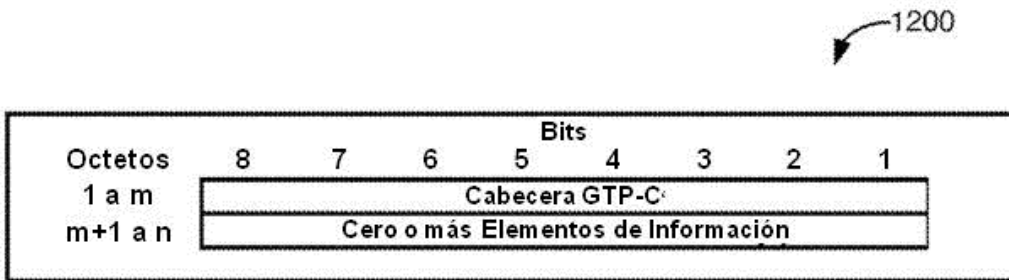 1200
Bits
Octetos 8 7 6 5 4 3 2 1
1 a m Cabecera GTP-C
m+1 a n Cero o más Elementos de Información